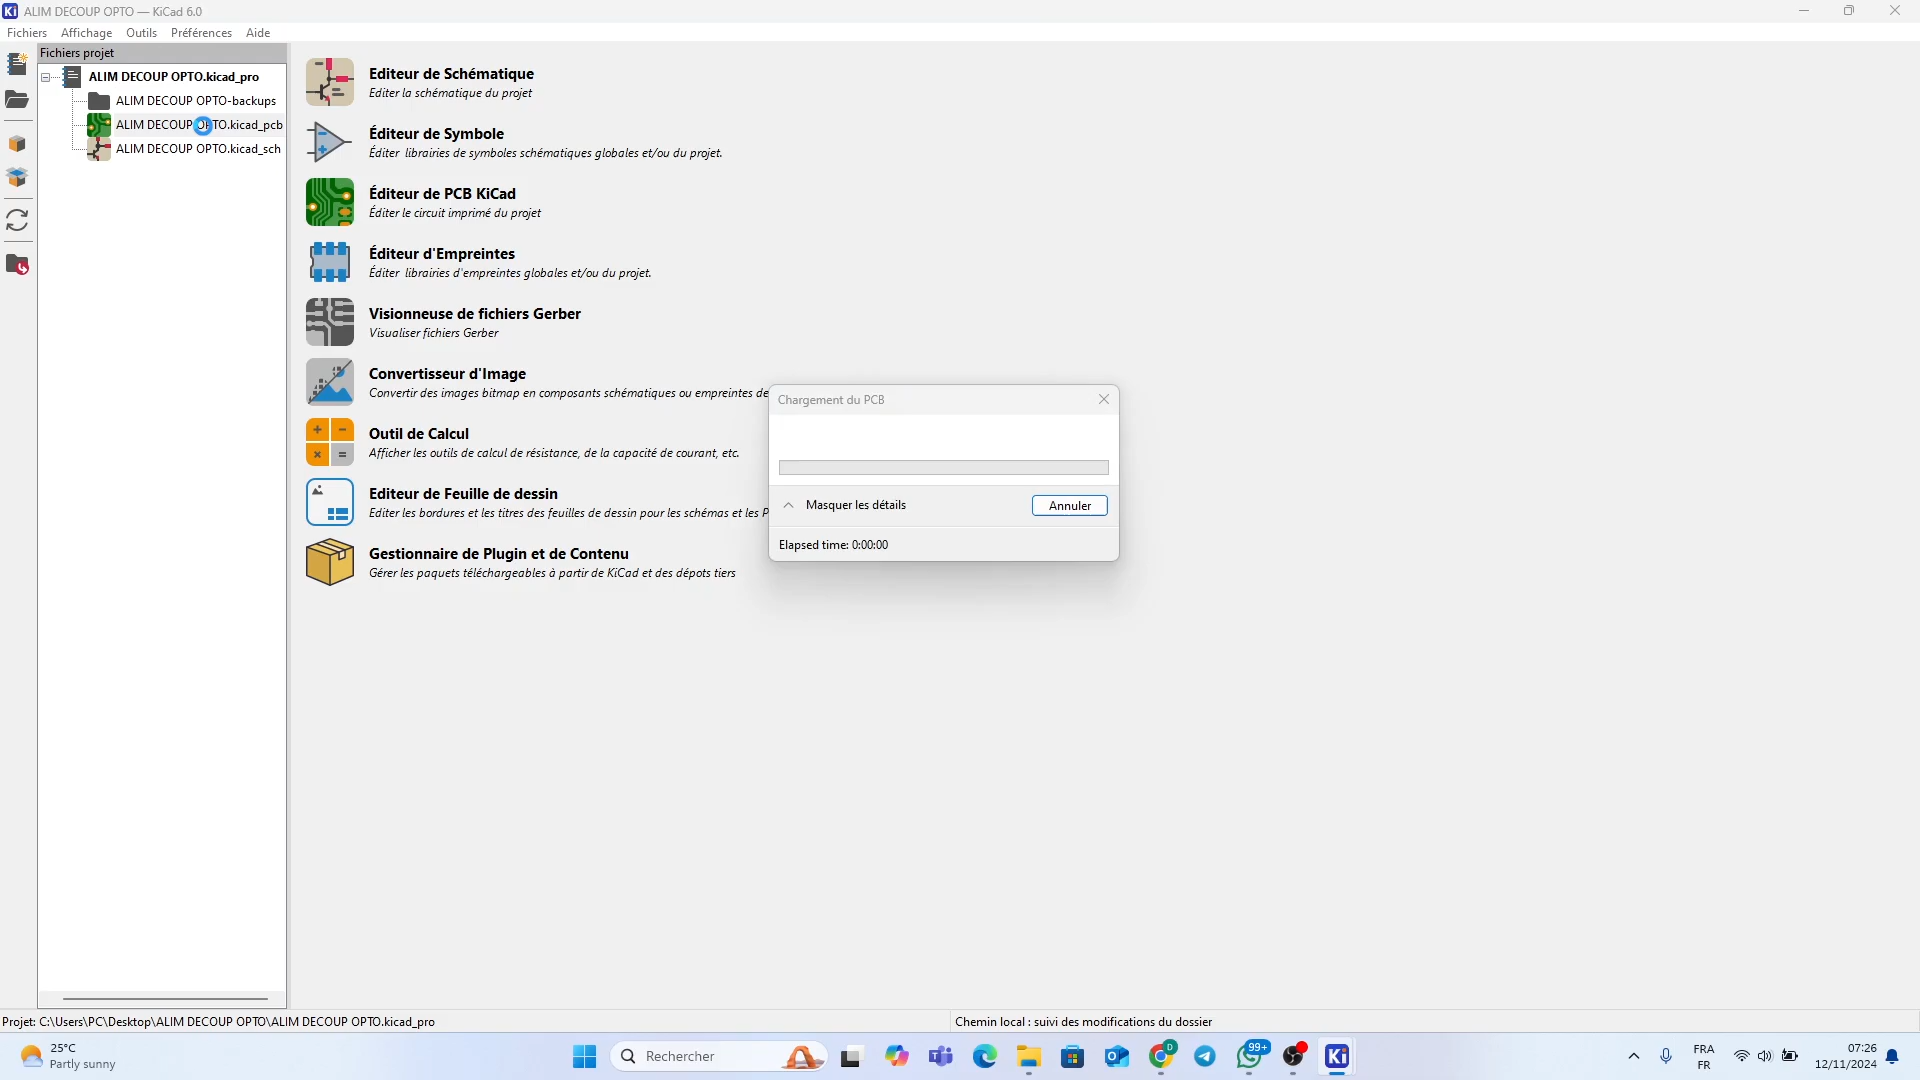 ALIM DECOUP OPTO — KiCad 6.0
Fichiers Affichage Outils Préférences Aide
Fichiers projet
ALIM DECOUP OPTO.kicad_pro
ALIM DECOUP OPTO-backups
ALIM DECOUP OPTO.kicad_pcb
ALIM DECOUP OPTO.kicad_sch
Editeur de Schématique
Editer la schématique du projet
Éditeur de Symbole
Éditer librairies de symboles schématiques globales et/ou du projet.
Éditeur de PCB KiCad
Éditer le circuit imprimé du projet
Éditeur d'Empreintes
Éditer librairies d'empreintes globales et/ou du projet.
Visionneuse de fichiers Gerber
Visualiser fichiers Gerber
Convertisseur d'Image
Convertir des images bitmap en composants schématiques ou empreintes de
Outil de Calcul
Afficher les outils de calcul de résistance, de la capacité de courant, etc.
Editeur de Feuille de dessin
Editer les bordures et les titres des feuilles de dessin pour les schémas et les P
Gestionnaire de Plugin et de Contenu
Gérer les paquets téléchargeables à partir de KiCad et des dépots tiers
Chargement du PCB
Masquer les détails
Annuler
Elapsed time: 0:00:00
Projet: C:\Users\PC\Desktop\ALIM DECOUP OPTO\ALIM DECOUP OPTO.kicad_pro
Chemin local : suivi des modifications du dossier
25°C
Partly sunny
Rechercher
D
99+
Ki
FRA
FR
07:26
12/11/2024